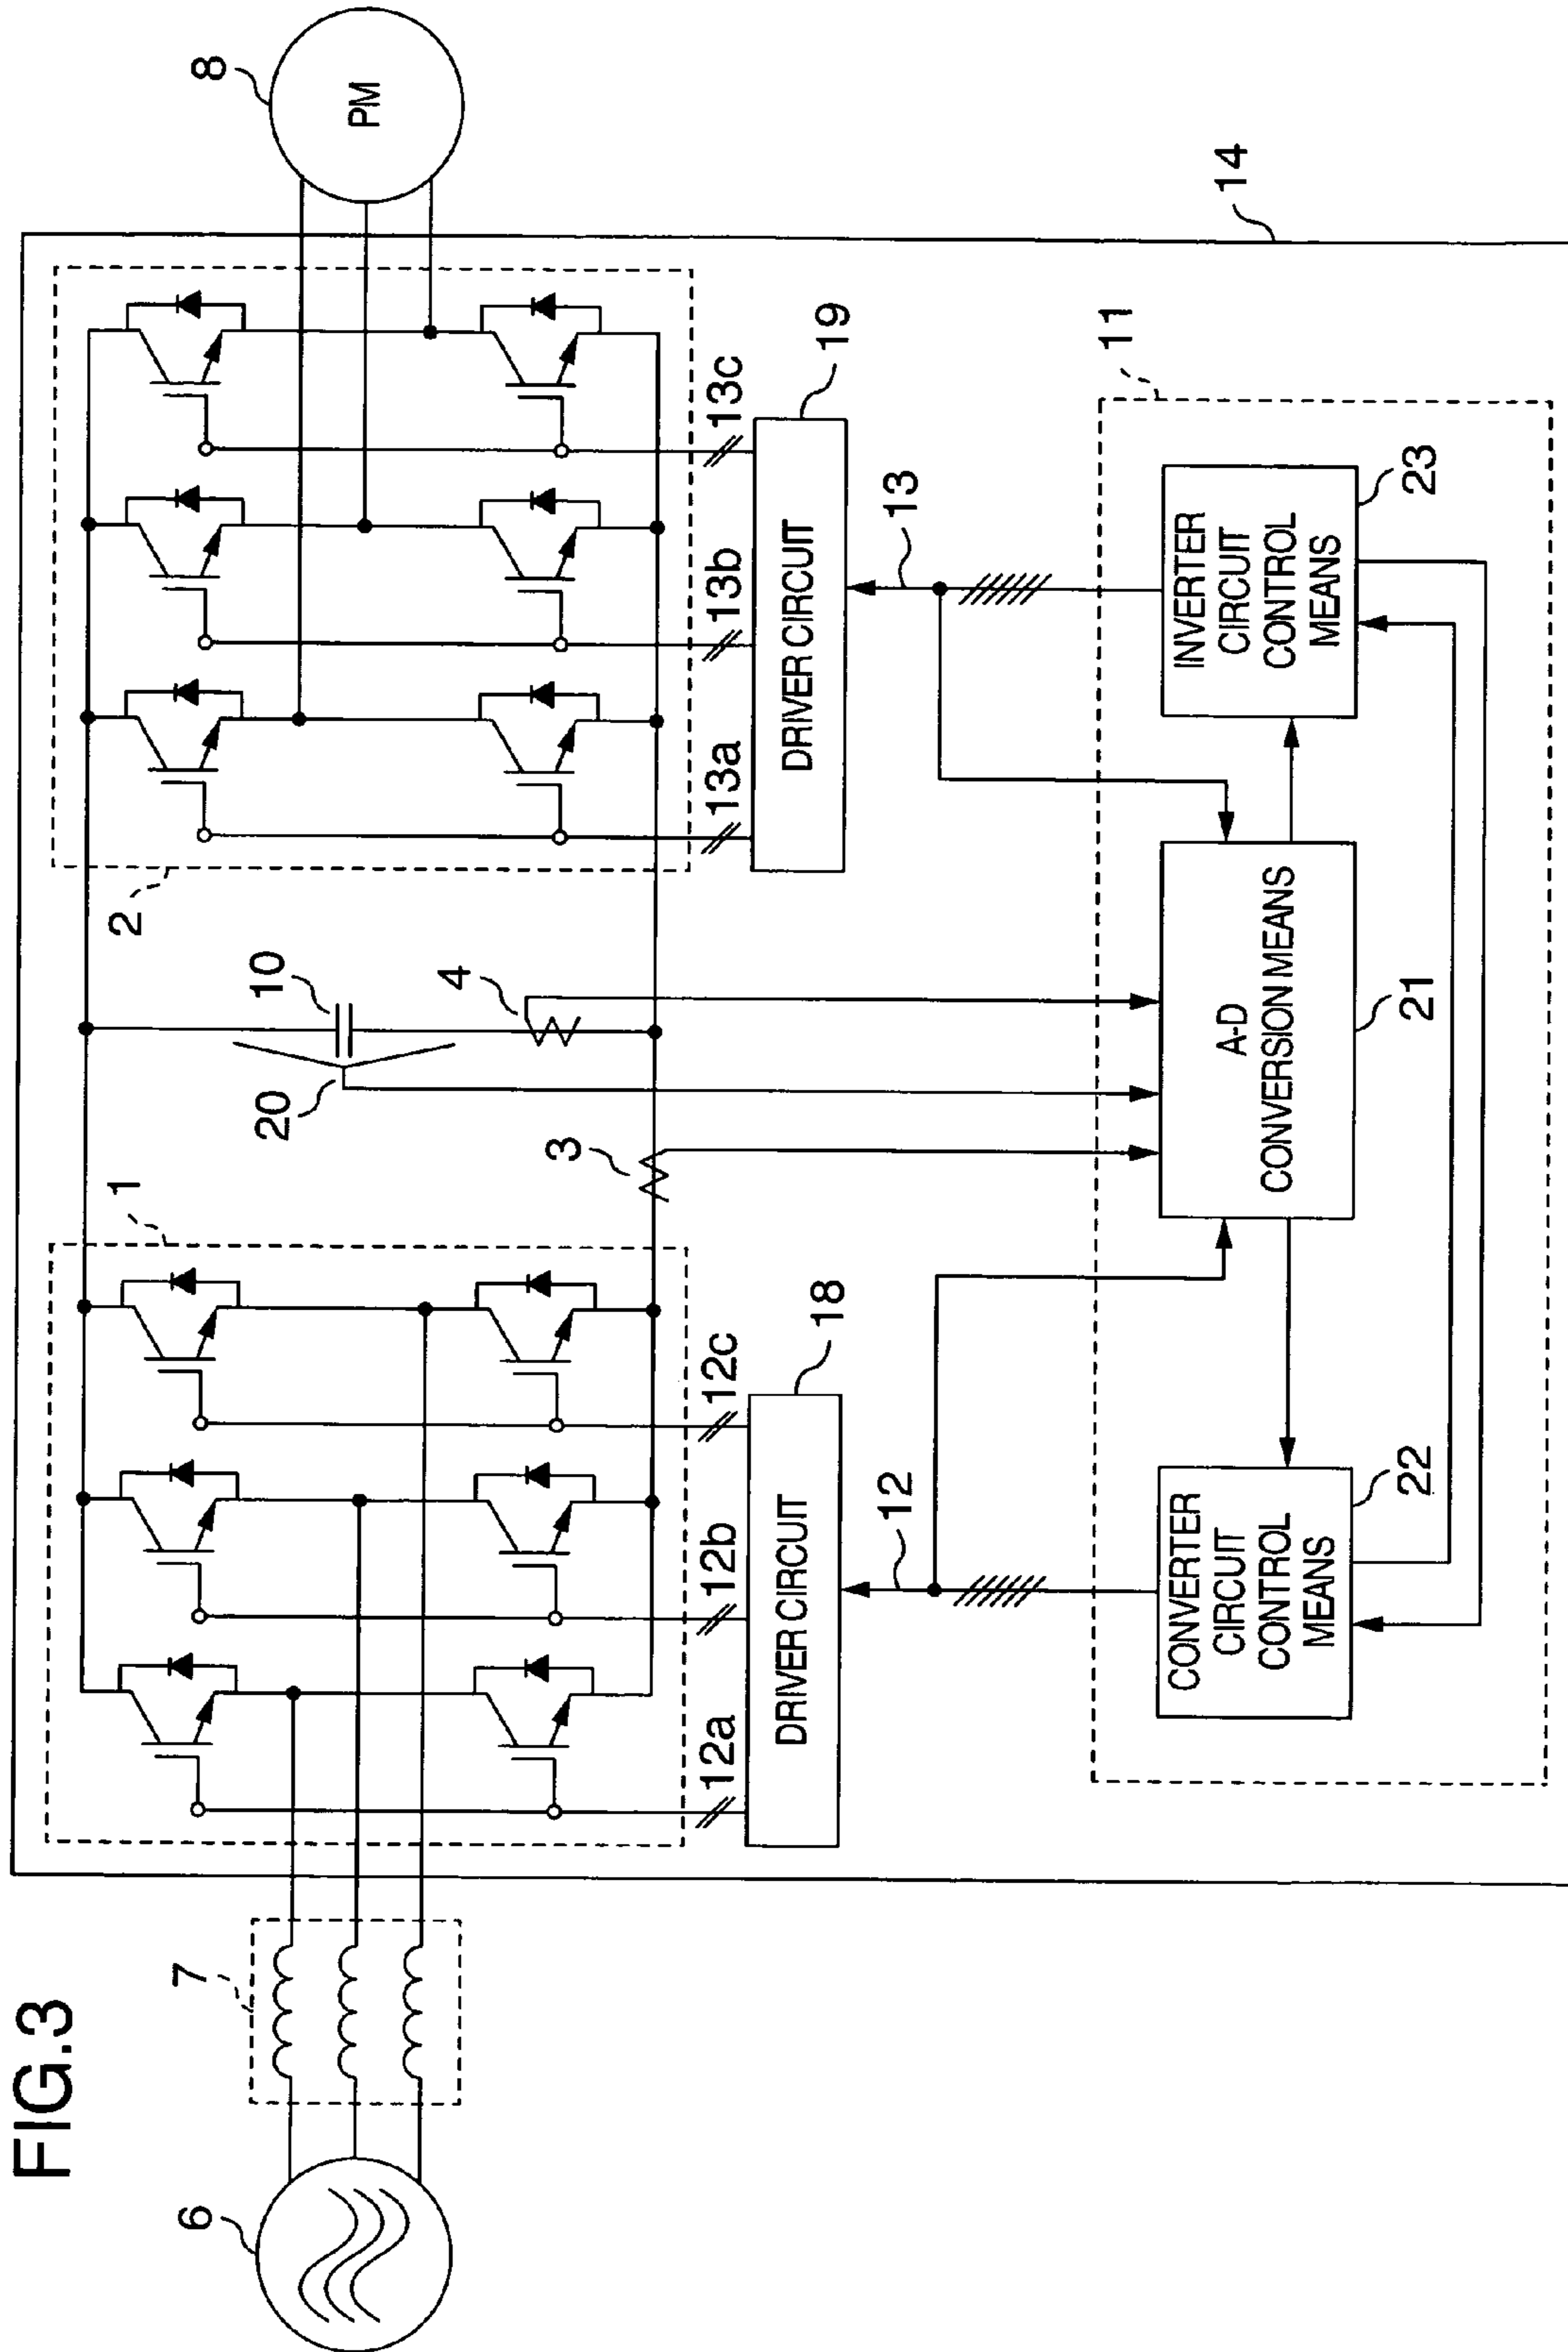 FIG.3
6
7
1
12a
12b
12c
18
DRIVER CIRCUIT
12
3
20
10
4
2
13a
13b
13c
19
DRIVER CIRCUIT
13
8
PM
14
11
22
CONVERTER
CIRCUIT
CONTROL
MEANS
A-D
CONVERSION MEANS
21
INVERTER
CIRCUIT
CONTROL
MEANS
23